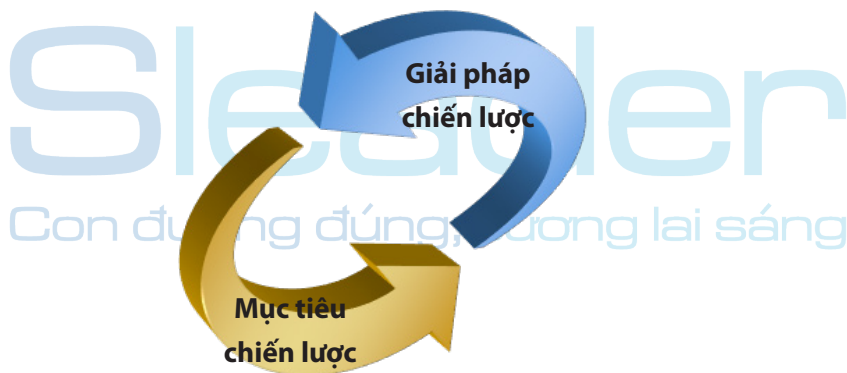 Sleader
Giải pháp
chiến lược
Con đường đúng, tương lai sáng
Mục tiêu
chiến lược